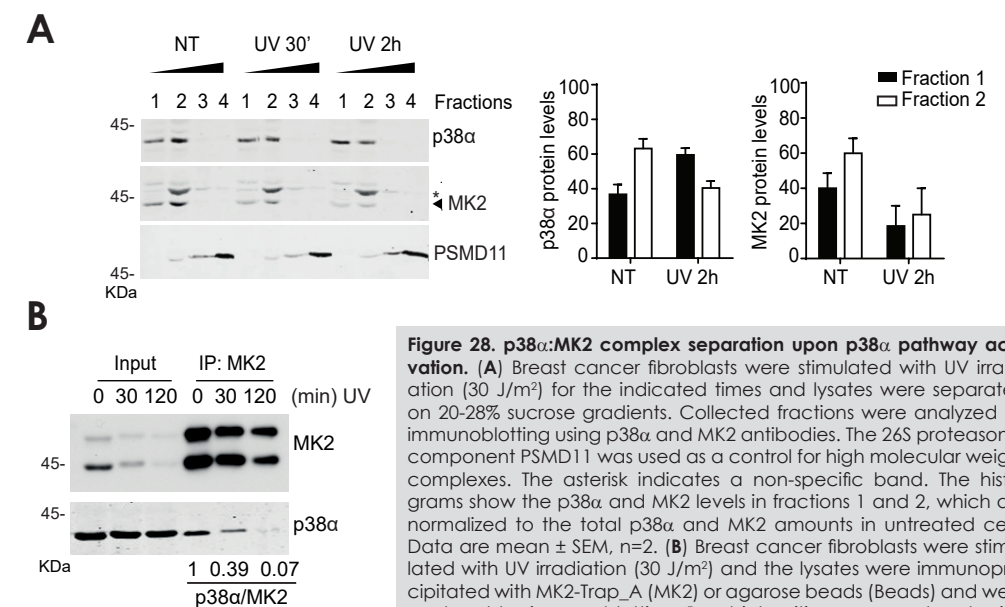 A
NT UV 30' UV 2h
1 2 3 4 1 2 3 4 1 2 3 4 Fractions
45-
p38α
45-
*
MK2
PSMD11
45-
KDa
p38α protein levels
100
80
60
40
20
0
NT UV 2h
MK2 protein levels
100
80
60
40
20
0
NT UV 2h
Fraction 1
Fraction 2
B
Input IP: MK2
0 30 120 0 30 120 (min) UV
MK2
45-
45-
p38α
KDa
1 0.39 0.07
p38α/MK2
Figure 28. p38α:MK2 complex separation upon p38α pathway ac
vation. (A) Breast cancer fibroblasts were stimulated with UV irra
ation (30 J/m²) for the indicated times and lysates were separate
on 20-28% sucrose gradients. Collected fractions were analyzed
immunoblotting using p38α and MK2 antibodies. The 26S proteason
component PSMD11 was used as a control for high molecular weig
complexes. The asterisk indicates a non-specific band. The hist
grams show the p38α and MK2 levels in fractions 1 and 2, which
normalized to the total p38α and MK2 amounts in untreated ce
Data are mean ± SEM, n=2. (B) Breast cancer fibroblasts were stim
lated with UV irradiation (30 J/m²) and the lysates were immunopr
cipitated with MK2-Trap_A (MK2) or agarose beads (Beads) and we